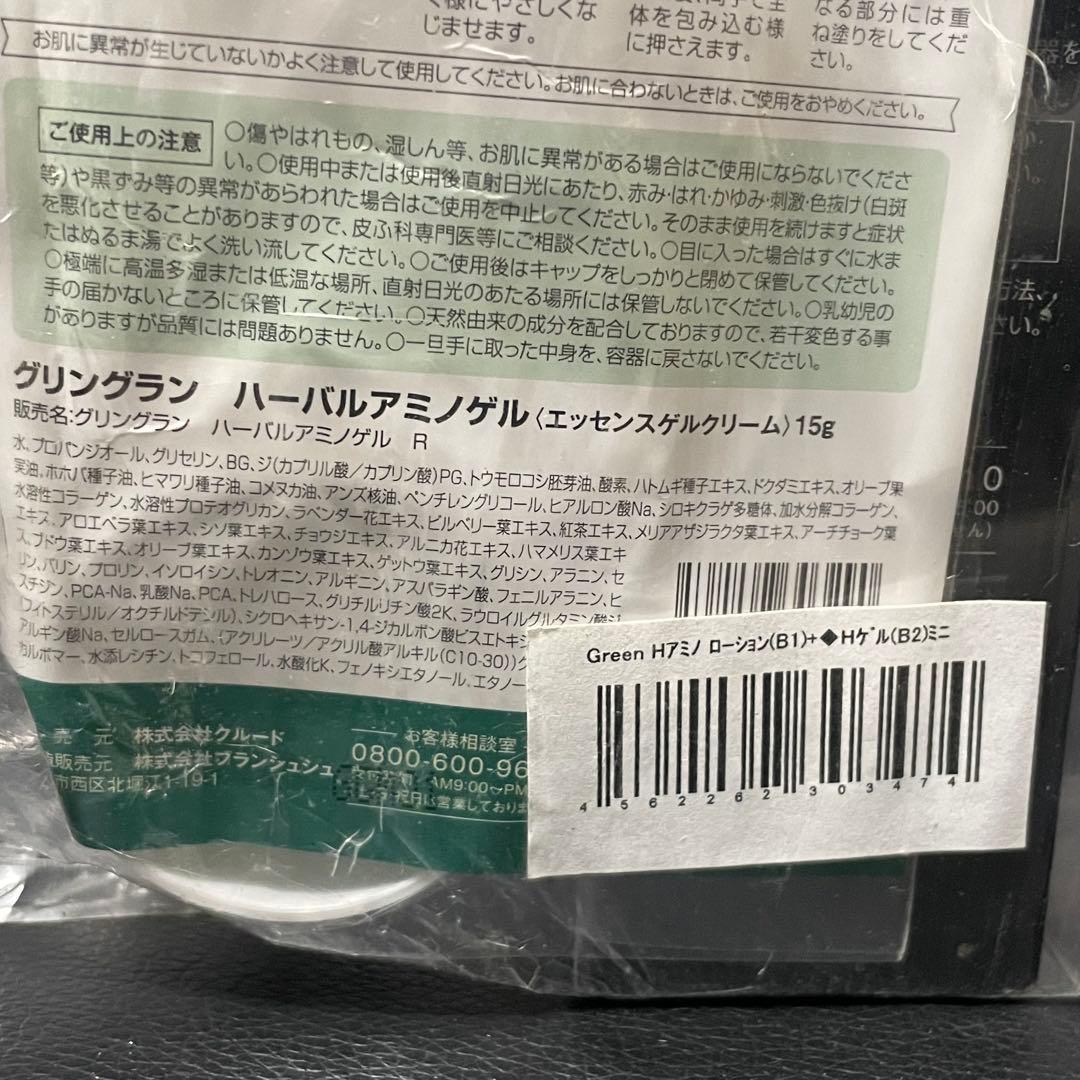 く様にやさしくな
じませます。
体を包み込む様
に押さえます。
なる部分には重
ね塗りをしてくだ
さい。
お肌に異常が生じていないかよく注意して使用してください。お肌に合わないときは、ご使用をおやめください。
ご使用上の注意
○傷やはれもの、湿しん等、お肌に異常がある場合はご使用にならないでくださ
い。○使用中または使用後直射日光にあたり、赤み・はれ・かゆみ・刺激・色抜け(白斑
等)や黒ずみ等の異常があらわれた場合はご使用を中止してください。そのまま使用を続けますと症状
を悪化させることがありますので、皮ふ科専門医等にご相談ください。○目に入った場合はすぐに水ま
たはぬるま湯でよく洗い流してください。○ご使用後はキャップをしっかりと閉めて保管してください。
○極端に高温多湿または低温な場所、直射日光のあたる場所には保管しないでください。○乳幼児の
手の届かないところに保管してください。○天然由来の成分を配合しておりますので、若干変色する事
がありますが品質には問題ありません。○一旦手に取った中身を、容器に戻さないでください。
グリングラン ハーバルアミノゲル〈エッセンスゲルクリーム〉15g
販売名:グリングラン ハーバルアミノゲル R
水、プロパンジオール、グリセリン、BG、ジ(カプリル酸/カプリン酸)PG、トウモロコシ胚芽油、酸素、ハトムギ種子エキス、ドクダミエキス、オリーブ果
実油、ホホバ種子油、ヒマワリ種子油、コメヌカ油、アンズ核油、ペンチレングリコール、ヒアルロン酸Na、シロキクラゲ多糖体、加水分解コラーゲン、
水溶性コラーゲン、水溶性プロテオグリカン、ラベンダー花エキス、ビルベリー葉エキス、紅茶エキス、メリアアザジラクタ葉エキス、アーチチョーク葉
エキス、アロエベラ葉エキス、シソ葉エキス、チョウジエキス、アルニカ花エキス、ハマメリス葉エキ
ス、ブドウ葉エキス、オリーブ葉エキス、カンゾウ葉エキス、ゲットウ葉エキス、グリシン、アラニン、セ
リン、バリン、プロリン、イソロイシン、トレオニン、アルギニン、アスパラギン酸、フェニルアラニン、ヒ
スチジン、PCA-Na、乳酸Na、PCA、トレハロース、グリチルリチン酸2K、ラウロイルグルタミン酸ジ
(フィトステリル/オクチルドデシル)、シクロヘキサン-1,4-ジカルボン酸ビスエトキシ
アルギン酸Na、セルロースガム、(アクリレーツ/アクリル酸アルキル(C10-30))ク
カルボマー、水添レシチン、トコフェロール、水酸化K、フェノキシエタノール、エタノー
売 元 株式会社クルード
販売元 株式会社フランシュシュ
市西区北堀江1-19-1
お客様相談室
0800-600-96
AM9:00〜PM
営業しておりま
Green Hアミノ ローション(B1)+◆Hゲル(B2)ミニ
4562262303474
器を
方法、
さい。
0
:00
ん)